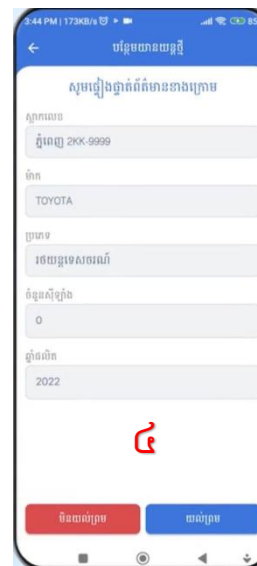 3:44 PM | 173KB/s
85
បន្ថែមយានយន្តថ្មី
សូមផ្ទៀងផ្ទាត់ព័ត៌មានខាងក្រោម
ស្លាកលេខ
ភ្នំពេញ 2KK-9999
ម៉ាក
TOYOTA
ប្រភេទ
រថយន្តទេសចរណ៍
ចំនួនស៊ីឡាំង
0
ឆ្នាំផលិត
2022
៤
មិនយល់ព្រម
យល់ព្រម